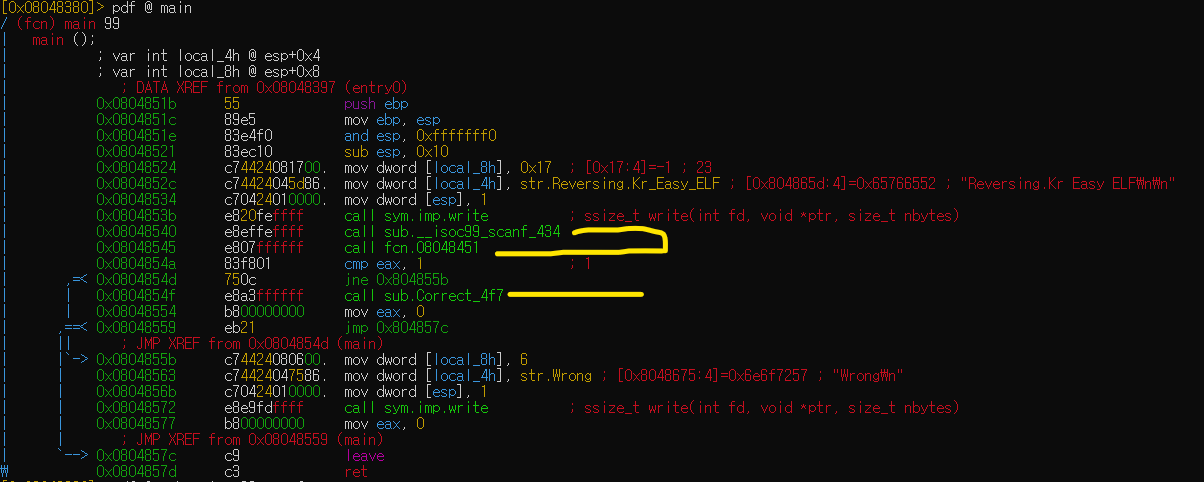 [0x08048380]> pdf @ main
/ (fcn) main 99
|   main ();
|           ; var int local_4h @ esp+0x4
|           ; var int local_8h @ esp+0x8
|              ; DATA XREF from 0x08048397 (entry0)
|           0x0804851b      55             push ebp
|           0x0804851c      89e5           mov ebp, esp
|           0x0804851e      83e4f0         and esp, 0xfffffff0
|           0x08048521      83ec10         sub esp, 0x10
|           0x08048524      c74424081700.  mov dword [local_8h], 0x17  ; [0x17:4]=-1 ; 23
|           0x0804852c      c74424045d86.  mov dword [local_4h], str.Reversing.Kr_Easy_ELF ; [0x804865d:4]=0x65766552 ; "Reversing.Kr Easy ELF₩n₩n"
|           0x08048534      c70424010000.  mov dword [esp], 1
|           0x0804853b      e820feffff     call sym.imp.write          ; ssize_t write(int fd, void *ptr, size_t nbytes)
|           0x08048540      e8effeffff     call sub.__isoc99_scanf_434
|           0x08048545      e807ffffff     call fcn.08048451
|           0x0804854a      83f801         cmp eax, 1                  ; 1
|       ,=< 0x0804854d      750c           jne 0x804855b
|       |   0x0804854f      e8a3ffffff     call sub.Correct_4f7
|       |   0x08048554      b800000000     mov eax, 0
|      ,==< 0x08048559      eb21           jmp 0x804857c
|      ||      ; JMP XREF from 0x0804854d (main)
|      |`-> 0x0804855b      c74424080600.  mov dword [local_8h], 6
|      |    0x08048563      c74424047586.  mov dword [local_4h], str.Wrong ; [0x8048675:4]=0x6e6f7257 ; "Wrong₩n"
|      |    0x0804856b      c70424010000.  mov dword [esp], 1
|      |    0x08048572      e8e9fdffff     call sym.imp.write          ; ssize_t write(int fd, void *ptr, size_t nbytes)
|      |    0x08048577      b800000000     mov eax, 0
|      |       ; JMP XREF from 0x08048559 (main)
|      `--> 0x0804857c      c9             leave
₩           0x0804857d      c3             ret